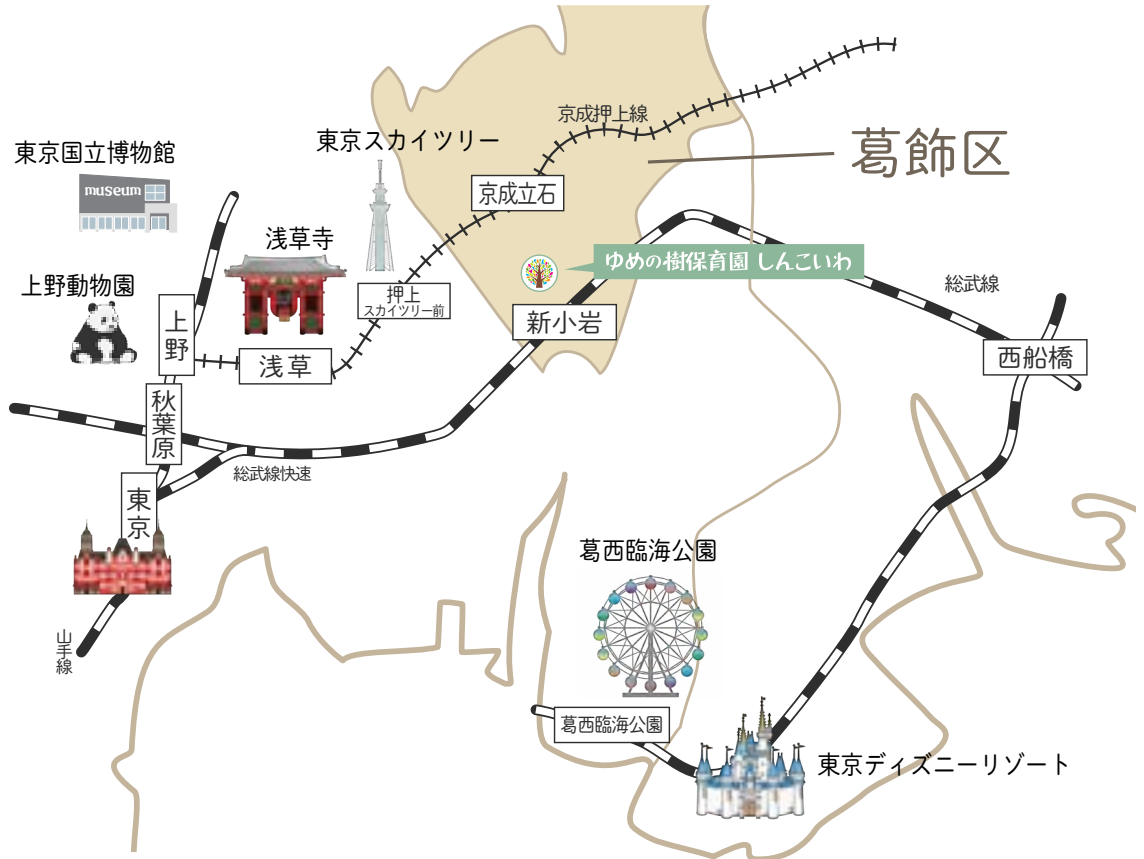 京成押上線
東京スカイツリー
葛飾区
東京国立博物館
museum
京成立石
浅草寺
ゆめの樹保育園 しんこいわ
上野動物園
押上
スカイツリー前
総武線
上野
新小岩
浅草
西船橋
秋葉原
総武線快速
東京
葛西臨海公園
山手線
葛西臨海公園
東京ディズニーリゾート